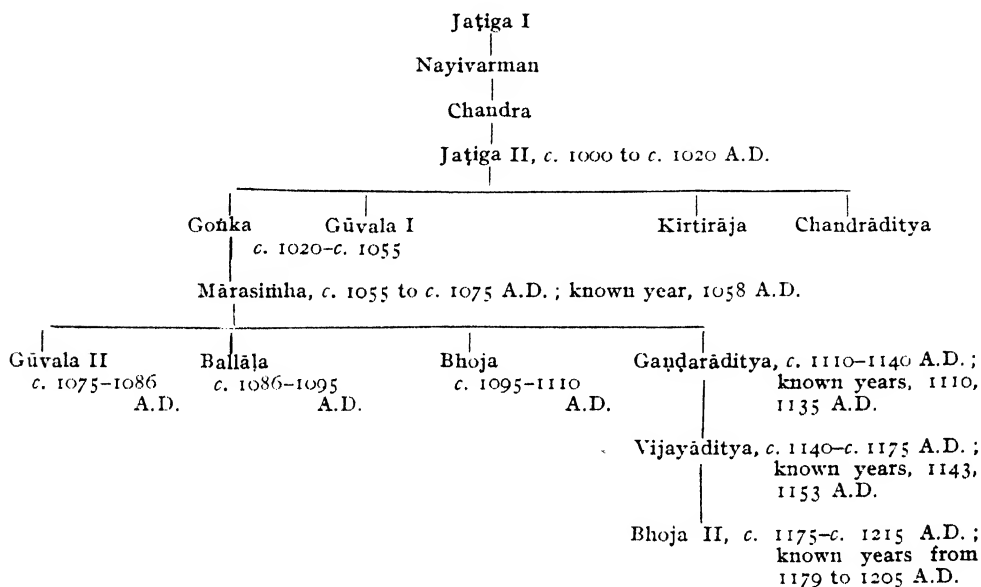 Jaṭiga I
Nayivarman
Chandra
Jaṭiga II, c. 1000 to c. 1020 A.D.
Goṅka Gūvala I Kīrtirāja Chandrāditya
c. 1020–c. 1055
Mārasiṁha, c. 1055 to c. 1075 A.D. ; known year, 1058 A.D.
Gūvala II Ballāḷa Bhoja Gaṇḍarāditya, c. 1110–1140 A.D. ;
c. 1075–1086 c. 1086–1095 c. 1095–1110 known years, 1110,
A.D. A.D. A.D. 1135 A.D.
Vijayāditya, c. 1140–c. 1175 A.D. ;
known years, 1143,
1153 A.D.
Bhoja II, c. 1175–c. 1215 A.D. ;
known years from
1179 to 1205 A.D.